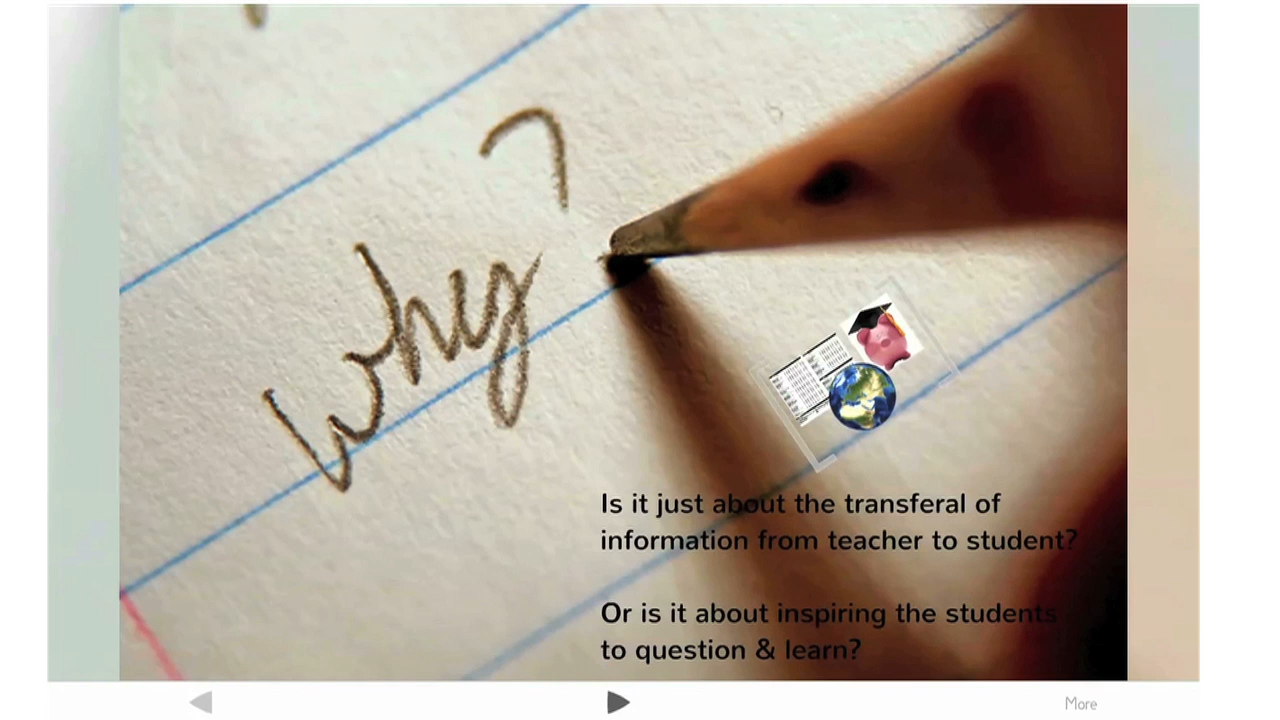 why?
Is it just about the transferal of
information from teacher to student?
Or is it about inspiring the students
to question & learn?
More